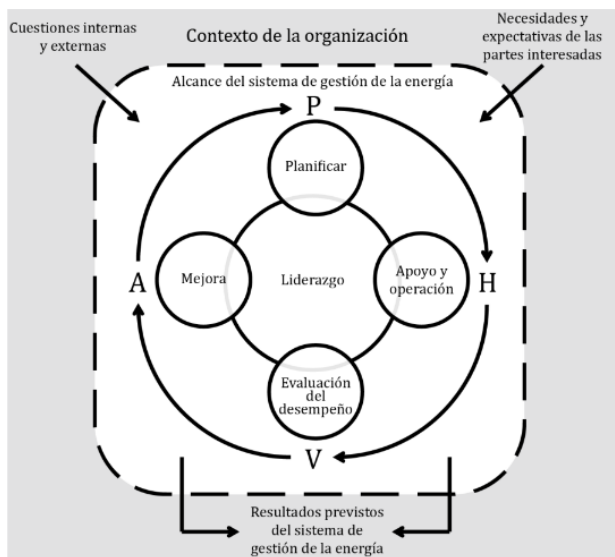 Cuestiones internas
y externas
Contexto de la organización
Necesidades y
expectativas de las
partes interesadas
Alcance del sistema de gestión de la energía
P
Planificar
A
Mejora
Liderazgo
Apoyo y
operación
H
Evaluación
del
desempeño
V
Resultados previstos
del sistema de
gestión de la energía